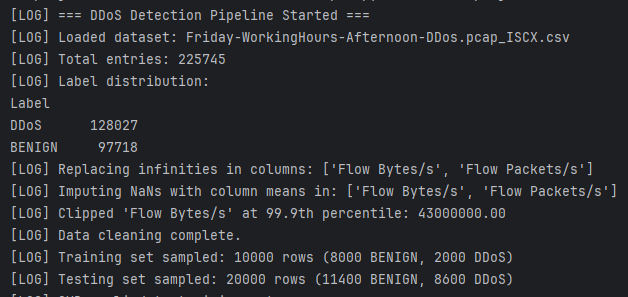 [LOG] === DDoS Detection Pipeline Started ===
[LOG] Loaded dataset: Friday-WorkingHours-Afternoon-DDos.pcap_ISCX.csv
[LOG] Total entries: 225745
[LOG] Label distribution:
Label
DDoS      128027
BENIGN     97718
[LOG] Replacing infinities in columns: ['Flow Bytes/s', 'Flow Packets/s']
[LOG] Imputing NaNs with column means in: ['Flow Bytes/s', 'Flow Packets/s']
[LOG] Clipped 'Flow Bytes/s' at 99.9th percentile: 43000000.00
[LOG] Data cleaning complete.
[LOG] Training set sampled: 10000 rows (8000 BENIGN, 2000 DDoS)
[LOG] Testing set sampled: 20000 rows (11400 BENIGN, 8600 DDoS)